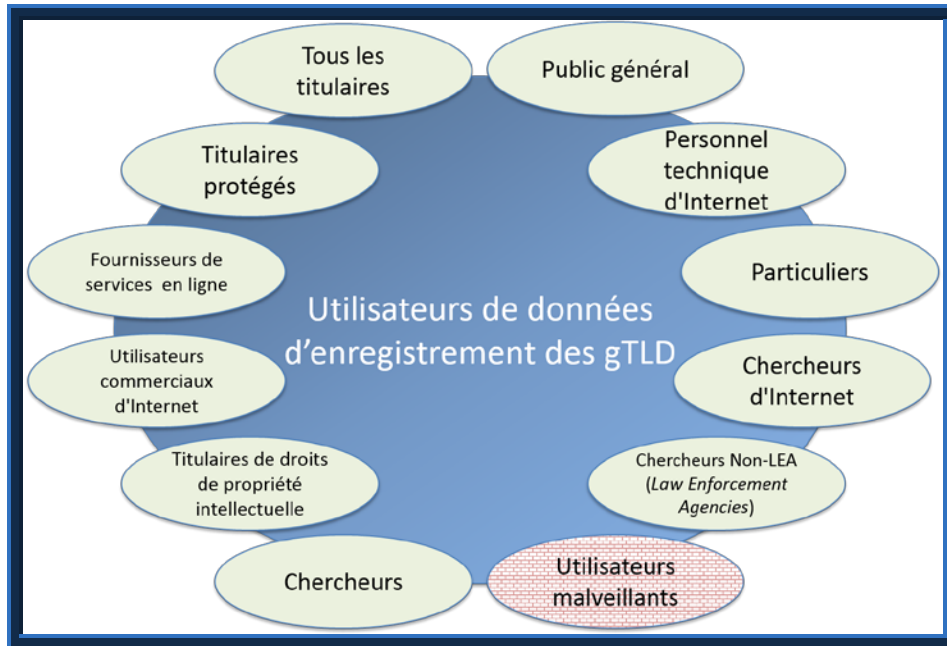 Tous les
titulaires
Public général
Titulaires
protégés
Personnel
technique
d'Internet
Fournisseurs de
services en ligne
Particuliers
Utilisateurs de données
d’enregistrement des gTLD
Utilisateurs
commerciaux
d'Internet
Chercheurs
d'Internet
Titulaires de droits
de propriété
intellectuelle
Chercheurs Non-LEA
(Law Enforcement
Agencies)
Chercheurs
Utilisateurs
malveillants